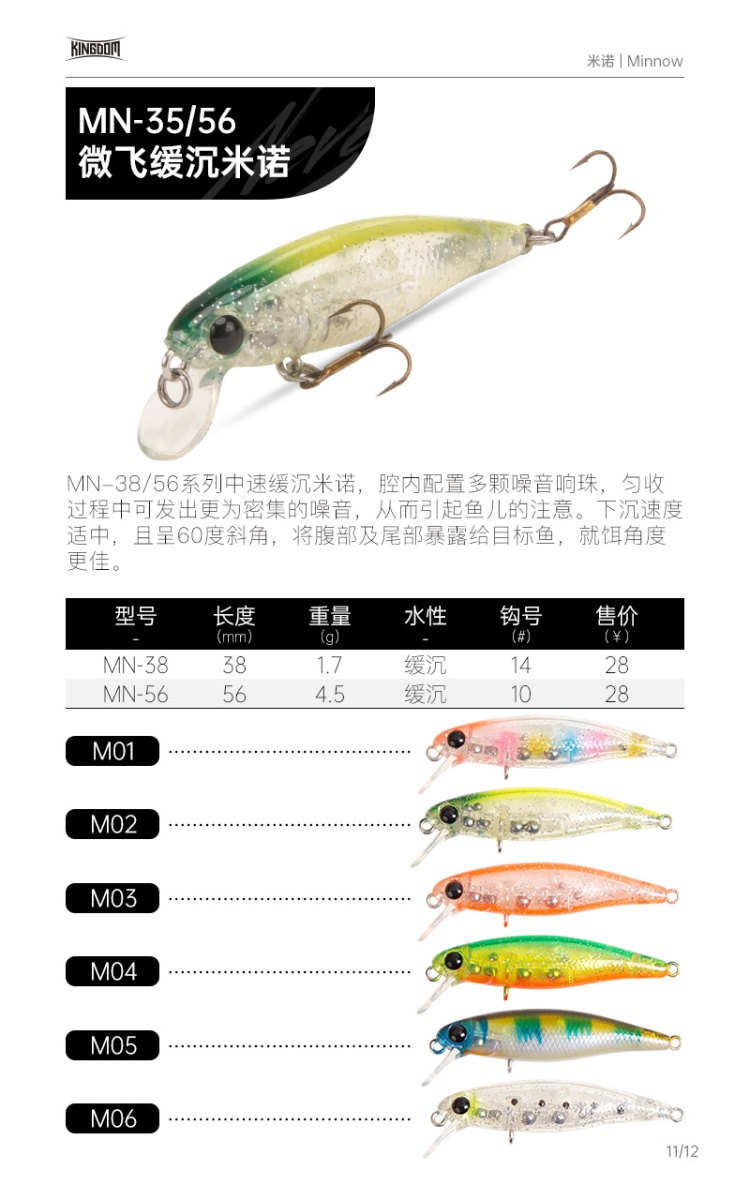 KINGDOM
米诺 | Minnow
MN-35/56
微飞缓沉米诺
MN-38/56系列中速缓沉米诺，腔内配置多颗噪音响珠，匀收
过程中可发出更为密集的噪音，从而引起鱼儿的注意。下沉速度
适中，且呈60度斜角，将腹部及尾部暴露给目标鱼，就饵角度
更佳。
型号 长度 重量 水性 钩号 售价
- (mm) (g) - (#) (¥)
MN-38 38 1.7 缓沉 14 28
MN-56 56 4.5 缓沉 10 28
M01
M02
M03
M04
M05
M06
11/12